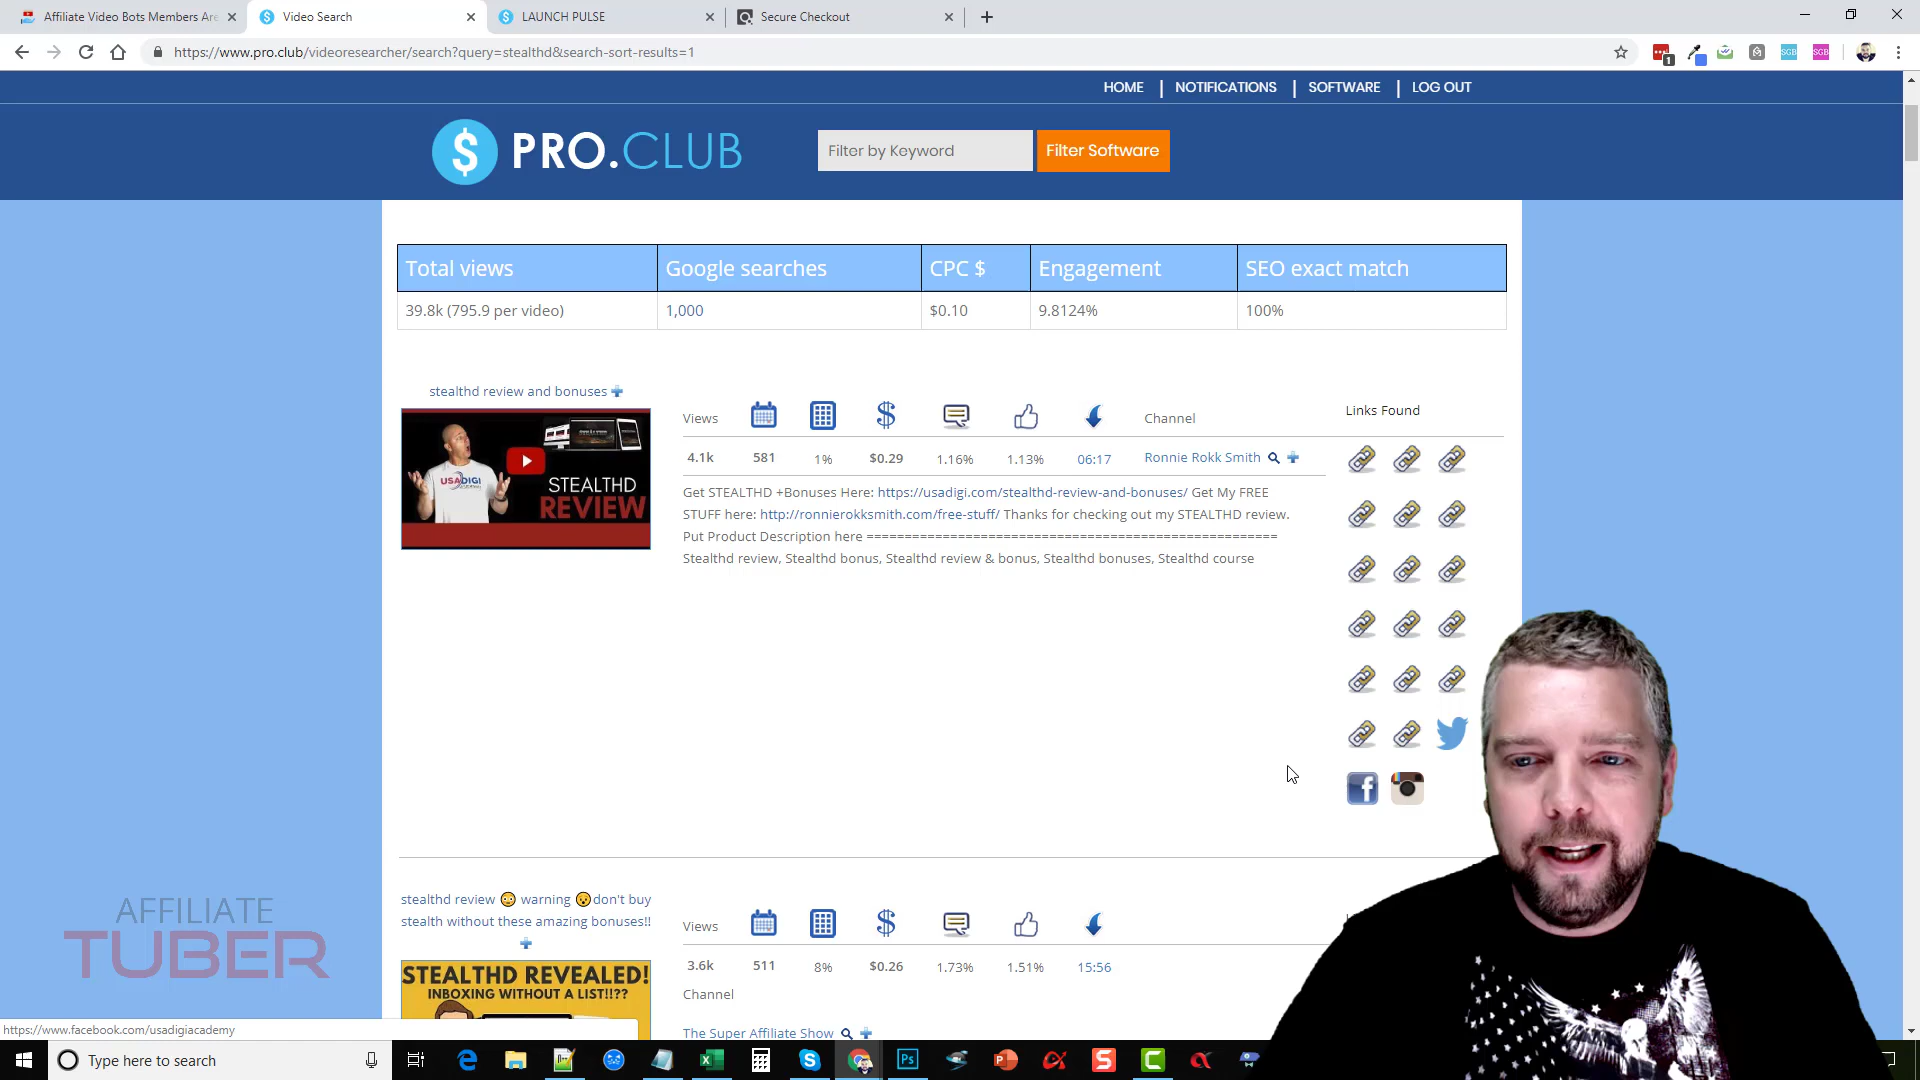 Affiliate Video Bots Members Are
Video Search
LAUNCH PULSE
Secure Checkout
https://www.pro.club/videoresearcher/search?query=stealthd&search-sort-results=1
HOME | NOTIFICATIONS | SOFTWARE | LOG OUT
$ PRO.CLUB
Filter by Keyword
Filter Software
Total views Google searches CPC $ Engagement SEO exact match
39.8k (795.9 per video) 1,000 $0.10 9.8124% 100%
stealthd review and bonuses
USADIGI
STEALTHD
REVIEW
Views Channel Links Found
4.1k 581 1% $0.29 1.16% 1.13% 06:17 Ronnie Rokk Smith
Get STEALTHD +Bonuses Here: https://usadigi.com/stealthd-review-and-bonuses/ Get My FREE
STUFF here: http://ronnierokksmith.com/free-stuff/ Thanks for checking out my STEALTHD review.
Put Product Description here ====================================================
Stealthd review, Stealthd bonus, Stealthd review & bonus, Stealthd bonuses, Stealthd course
stealthd review 😳 warning 😲don't buy
stealth without these amazing bonuses!!
STEALTHD REVEALED!
INBOXING WITHOUT A LIST!!??
Views
3.6k 511 8% $0.26 1.73% 1.51% 15:56
Channel
The Super Affiliate Show
AFFILIATE
TUBER
https://www.facebook.com/usadigiacademy
Type here to search